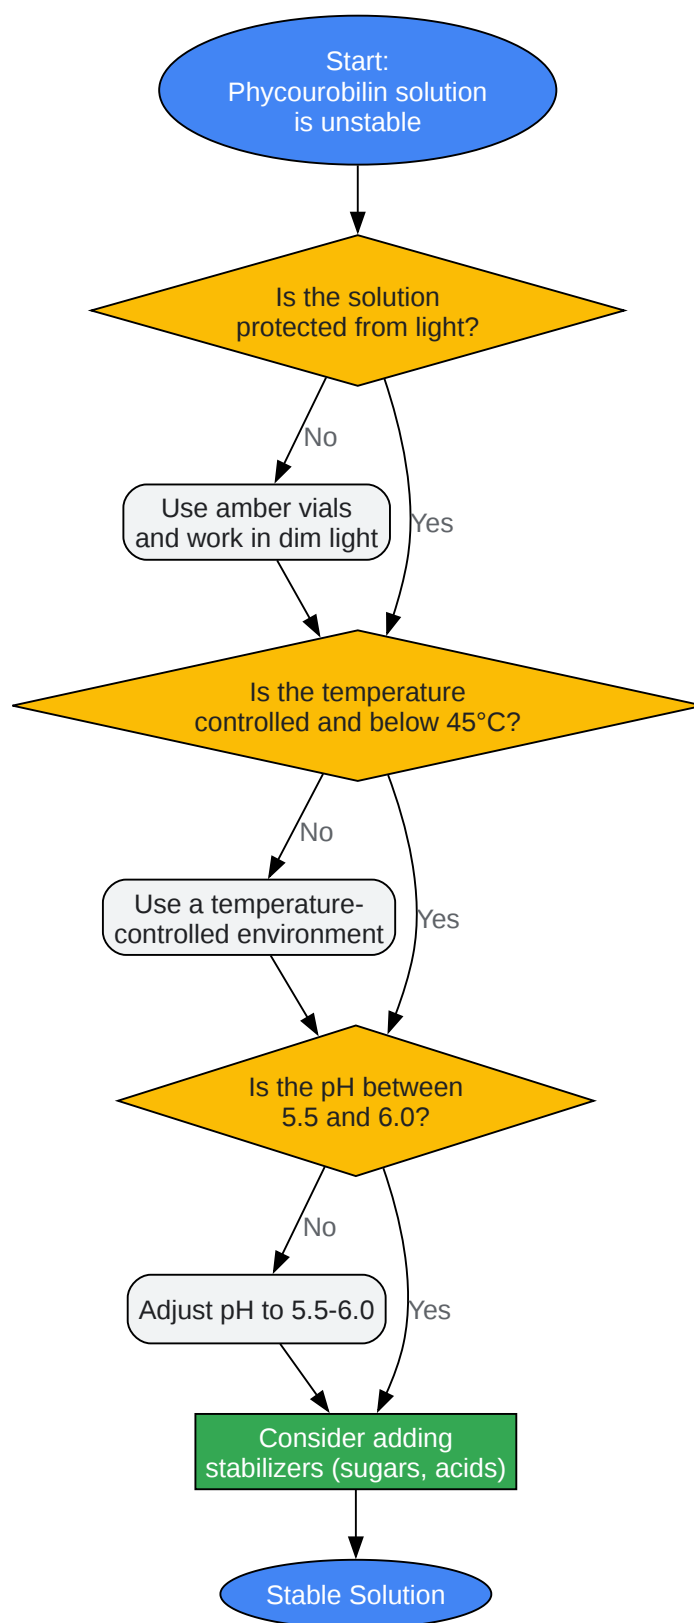 Start:
Phycourobilin solution
is unstable
Is the solution
protected from light?
No
Use amber vials
and work in dim light
Yes
Is the temperature
controlled and below 45°C?
No
Use a temperature-
controlled environment
Yes
Is the pH between
5.5 and 6.0?
No
Adjust pH to 5.5-6.0
Yes
Consider adding
stabilizers (sugars, acids)
Stable Solution